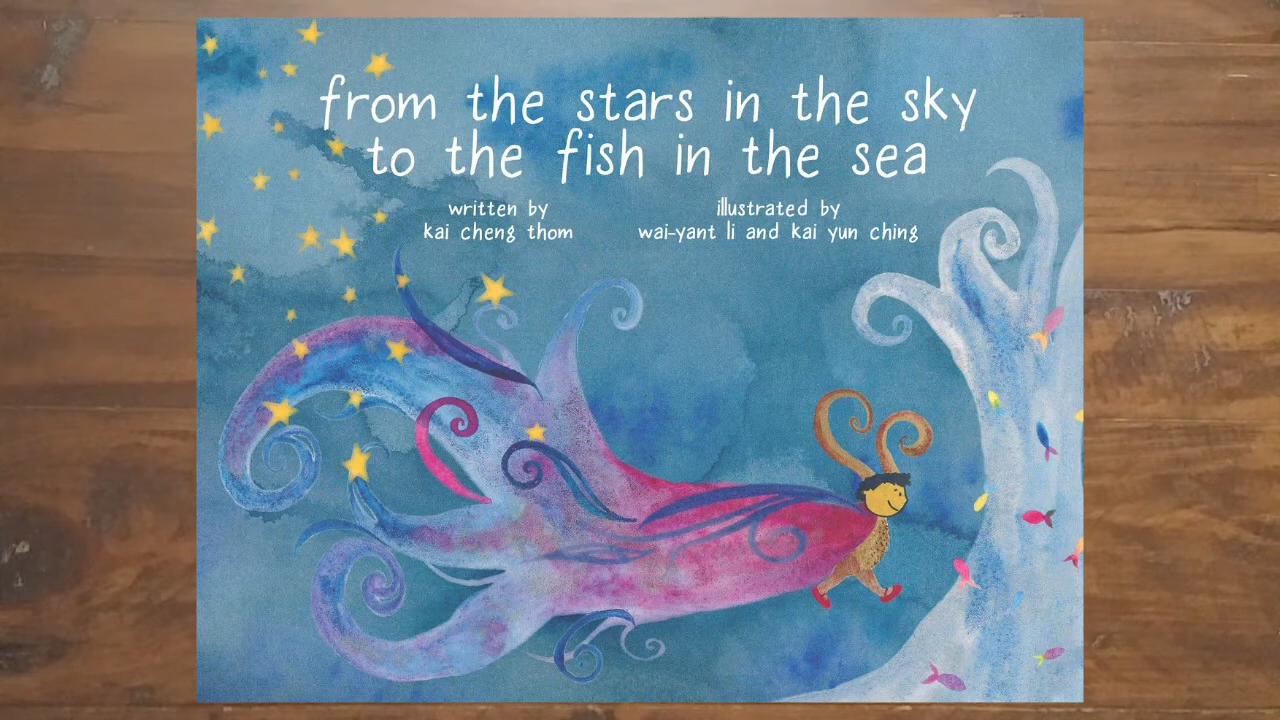 from the stars in the sky
to the fish in the sea
written by
kai cheng thom
illustrated by
wai-yant li and kai yun ching